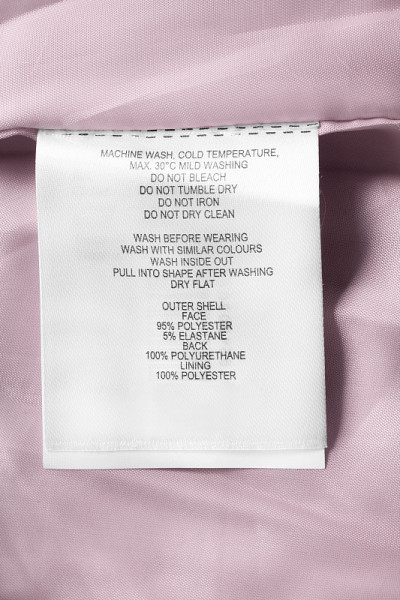 MACHINE WASH, COLD TEMPERATURE,
MAX. 30°C MILD WASHING
DO NOT BLEACH
DO NOT TUMBLE DRY
DO NOT IRON
DO NOT DRY CLEAN
WASH BEFORE WEARING
WASH WITH SIMILAR COLOURS
WASH INSIDE OUT
PULL INTO SHAPE AFTER WASHING
DRY FLAT
OUTER SHELL
FACE
95% POLYESTER
5% ELASTANE
BACK
100% POLYURETHANE
LINING
100% POLYESTER